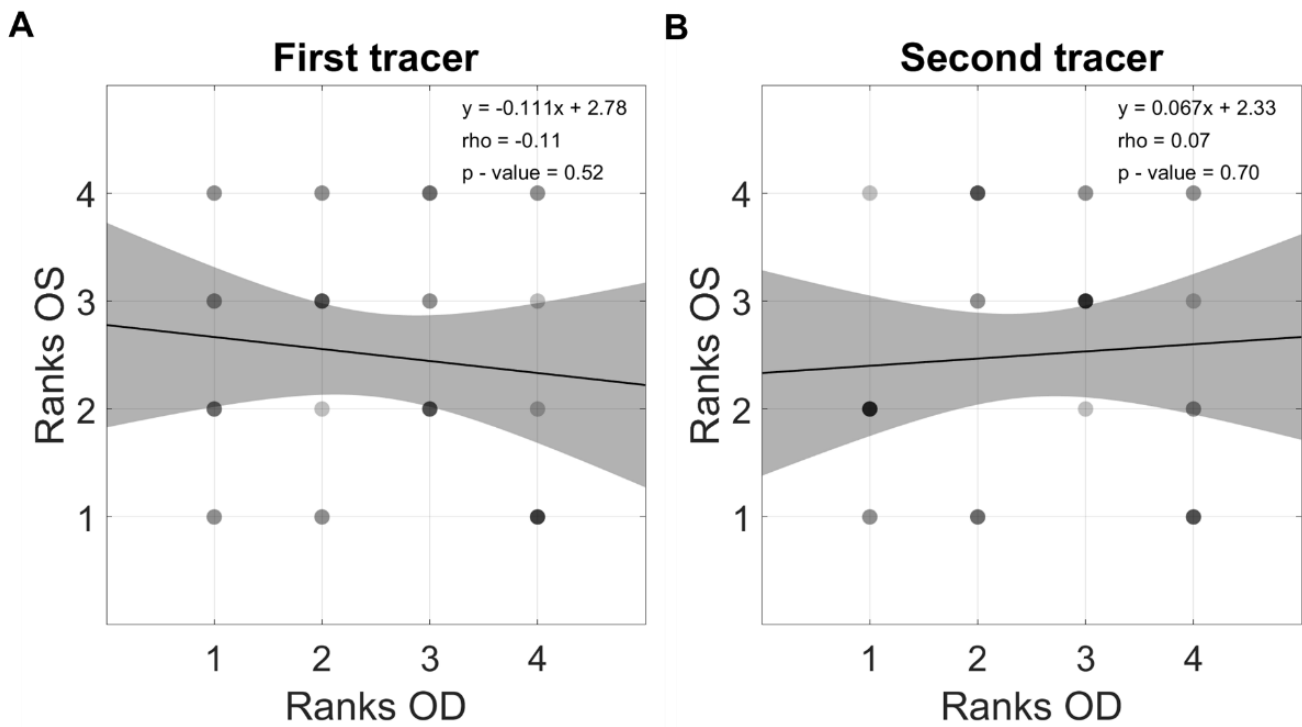 A
First tracer
y = -0.111x + 2.78
rho = -0.11
p - value = 0.52
4
3
2
1
Ranks OS
1 2 3 4
Ranks OD
B
Second tracer
y = 0.067x + 2.33
rho = 0.07
p - value = 0.70
4
3
2
1
Ranks OS
1 2 3 4
Ranks OD